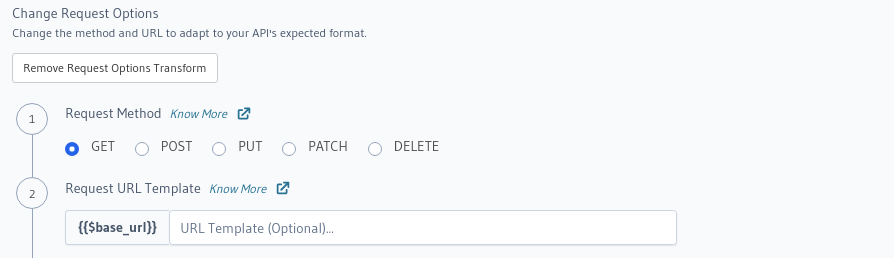 Change Request Options
Change the method and URL to adapt to your API's expected format.
Remove Request Options Transform
1 Request Method Know More
GET POST PUT PATCH DELETE
2 Request URL Template Know More
{{$base_url}} URL Template (Optional)...